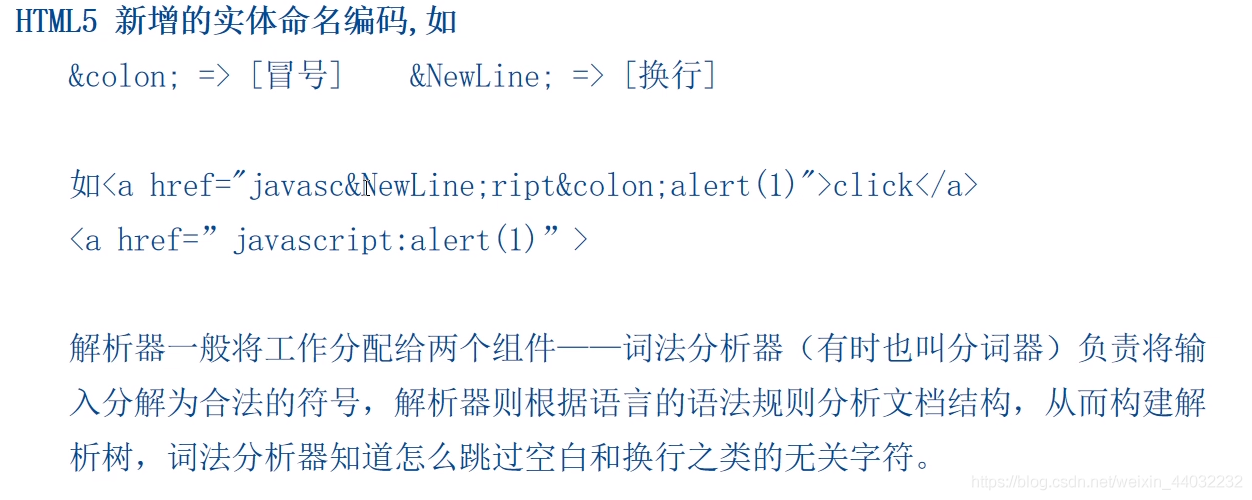 HTML5 新增的实体命名编码,如
&colon; => [冒号] &NewLine; => [换行]
如<a href="javasc&NewLine;ript&colon;alert(1)">click</a>
<a href=” javascript:alert(1)” >
解析器一般将工作分配给两个组件——词法分析器（有时也叫分词器）负责将输
入分解为合法的符号，解析器则根据语言的语法规则分析文档结构，从而构建解
析树，词法分析器知道怎么跳过空白和换行之类的无关字符。
https://blog.csdn.net/weixin_44032232